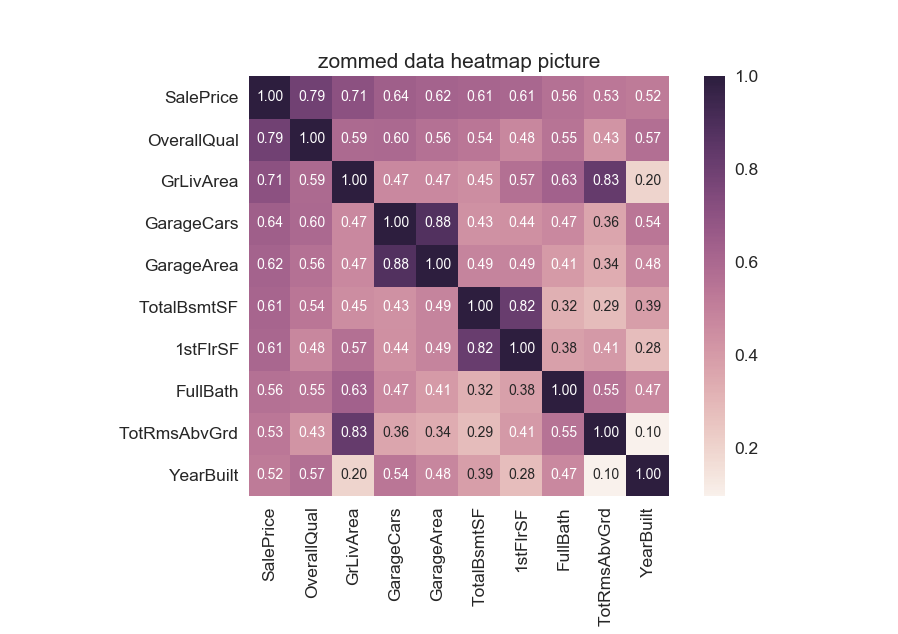 zommed data heatmap picture
SalePrice 1.00 0.79 0.71 0.64 0.62 0.61 0.61 0.56 0.53 0.52
OverallQual 0.79 1.00 0.59 0.60 0.56 0.54 0.48 0.55 0.43 0.57
GrLivArea 0.71 0.59 1.00 0.47 0.47 0.45 0.57 0.63 0.83 0.20
GarageCars 0.64 0.60 0.47 1.00 0.88 0.43 0.44 0.47 0.36 0.54
GarageArea 0.62 0.56 0.47 0.88 1.00 0.49 0.49 0.41 0.34 0.48
TotalBsmtSF 0.61 0.54 0.45 0.43 0.49 1.00 0.82 0.32 0.29 0.39
1stFlrSF 0.61 0.48 0.57 0.44 0.49 0.82 1.00 0.38 0.41 0.28
FullBath 0.56 0.55 0.63 0.47 0.41 0.32 0.38 1.00 0.55 0.47
TotRmsAbvGrd 0.53 0.43 0.83 0.36 0.34 0.29 0.41 0.55 1.00 0.10
YearBuilt 0.52 0.57 0.20 0.54 0.48 0.39 0.28 0.47 0.10 1.00
SalePrice
OverallQual
GrLivArea
GarageCars
GarageArea
TotalBsmtSF
1stFlrSF
FullBath
TotRmsAbvGrd
YearBuilt
1.0
0.8
0.6
0.4
0.2